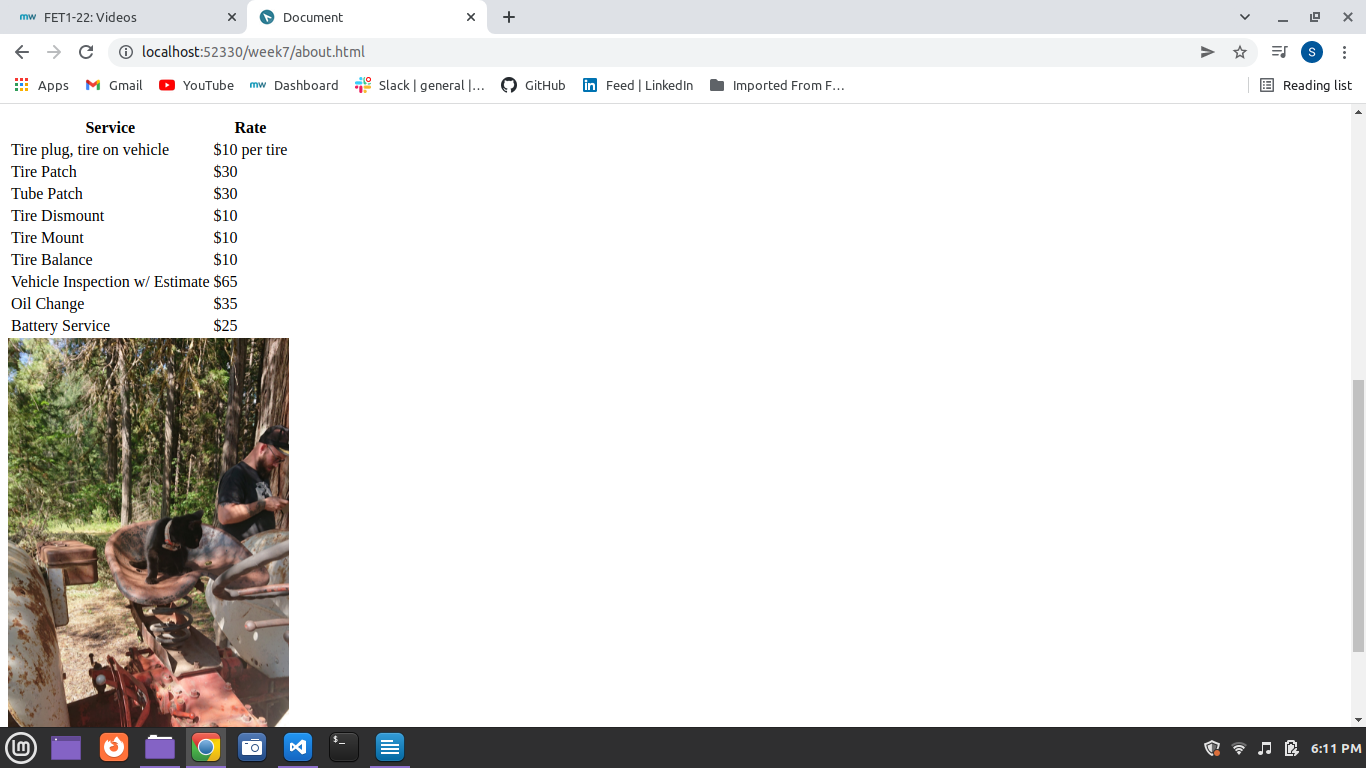 FET1-22: Videos
Document
localhost:52330/week7/about.html
S
Apps
Gmail
YouTube
mw Dashboard
Slack | general |...
GitHub
Feed | LinkedIn
Imported From F...
Reading list
Service Rate
Tire plug, tire on vehicle $10 per tire
Tire Patch $30
Tube Patch $30
Tire Dismount $10
Tire Mount $10
Tire Balance $10
Vehicle Inspection w/ Estimate $65
Oil Change $35
Battery Service $25
6:11 PM